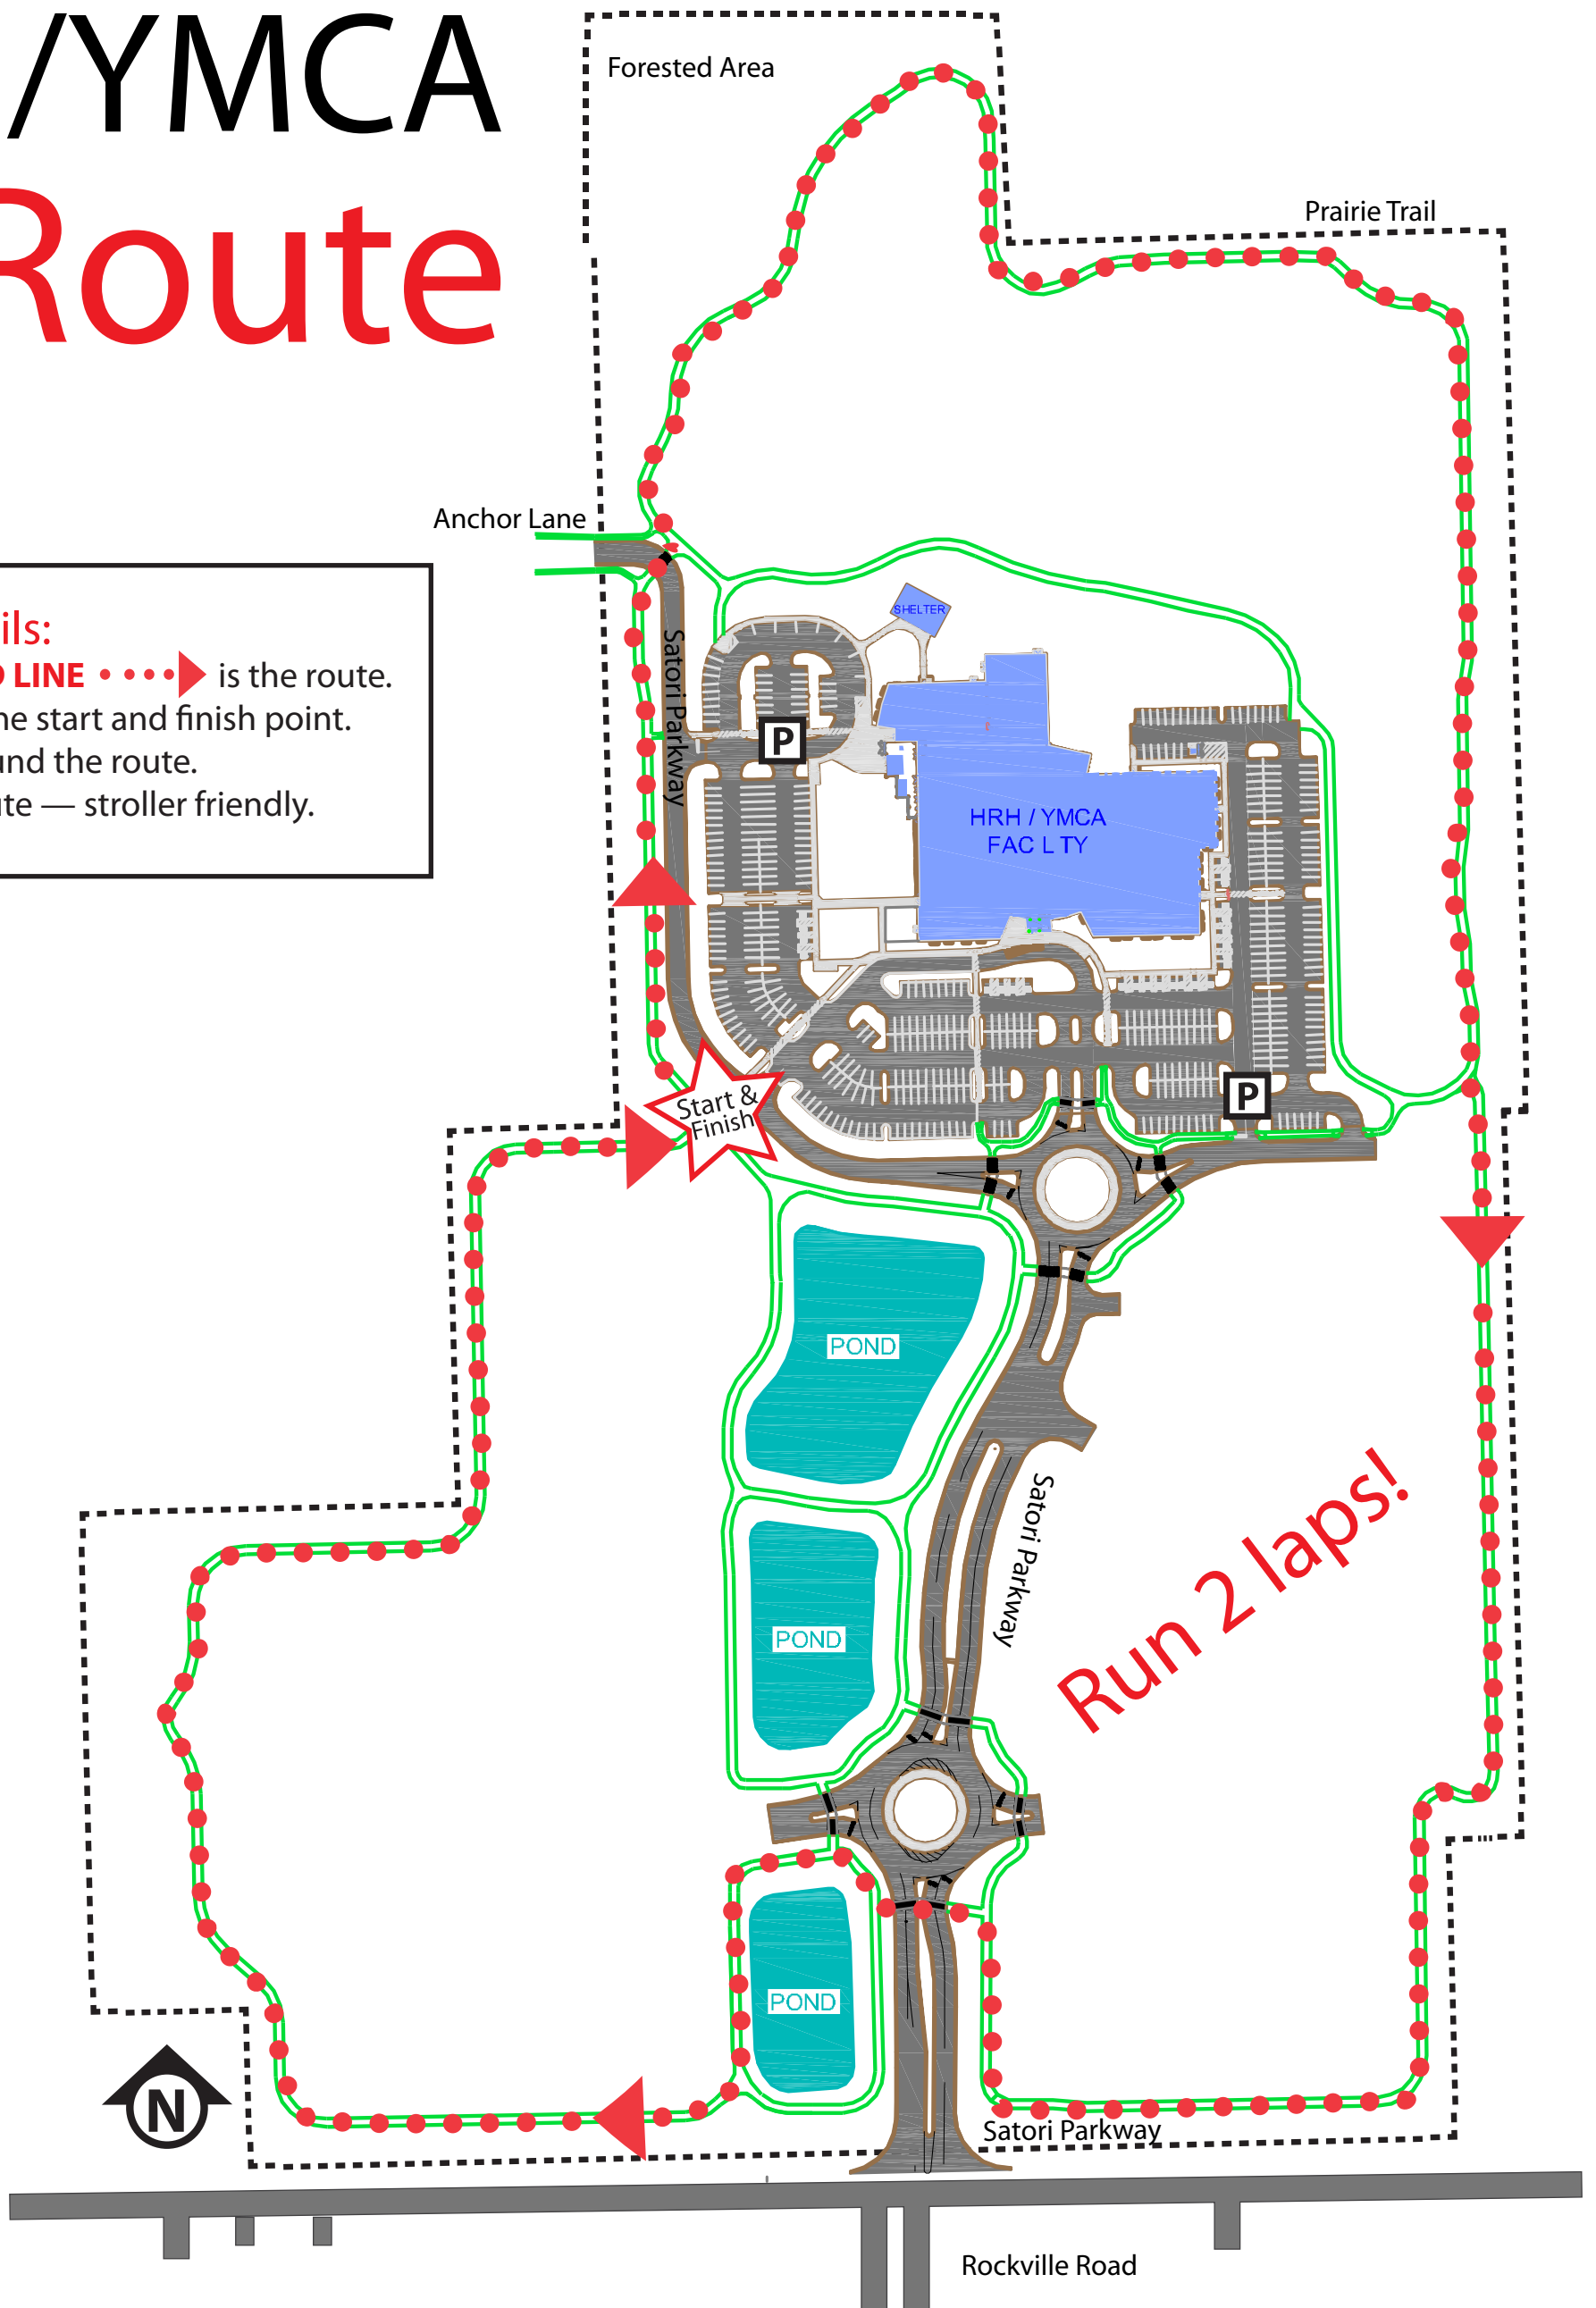 /YMCA
Route
Forested Area
Prairie Trail
Anchor Lane
ils:
LINE is the route.
he start and finish point.
und the route.
ute — stroller friendly.
SHELTER
Satori Parkway
P
HRH / YMCA
FAC L TY
P
Start &
Finish
POND
Satori Parkway
Run 2 laps!
POND
POND
N
Satori Parkway
Rockville Road